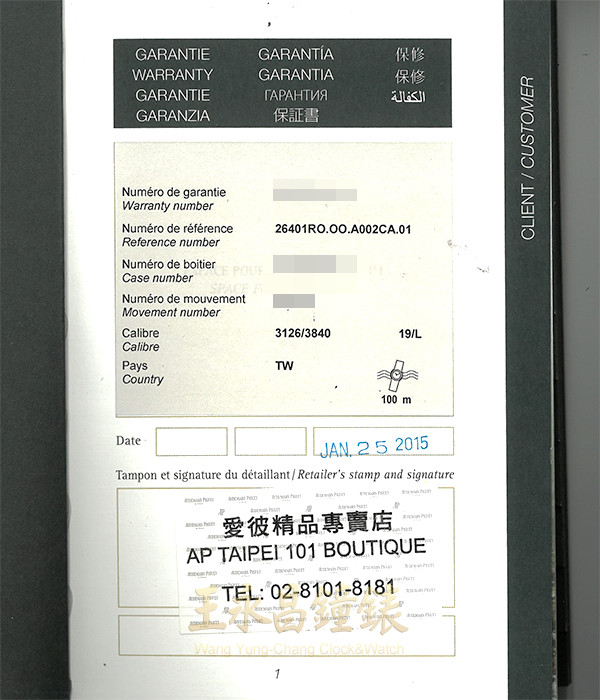 GARANTIE GARANTÍA 保修
WARRANTY GARANTIA 保修
GARANTIE ГАРАНТИЯ الكفالة
GARANZIA 保証書
CLIENT / CUSTOMER
Numéro de garantie
Warranty number
Numéro de référence 26401RO.OO.A002CA.01
Reference number
Numéro de boitier
Case number
Numéro de mouvement
Movement number
Calibre 3126/3840 19/L
Calibre
Pays TW
Country
100 m
Date JAN. 25 2015
Tampon et signature du détaillant / Retailer's stamp and signature
愛彼精品專賣店
AP TAIPEI 101 BOUTIQUE
TEL: 02-8101-8181
王永昌鐘錶
Wang Yung-Chang Clock&Watch
1